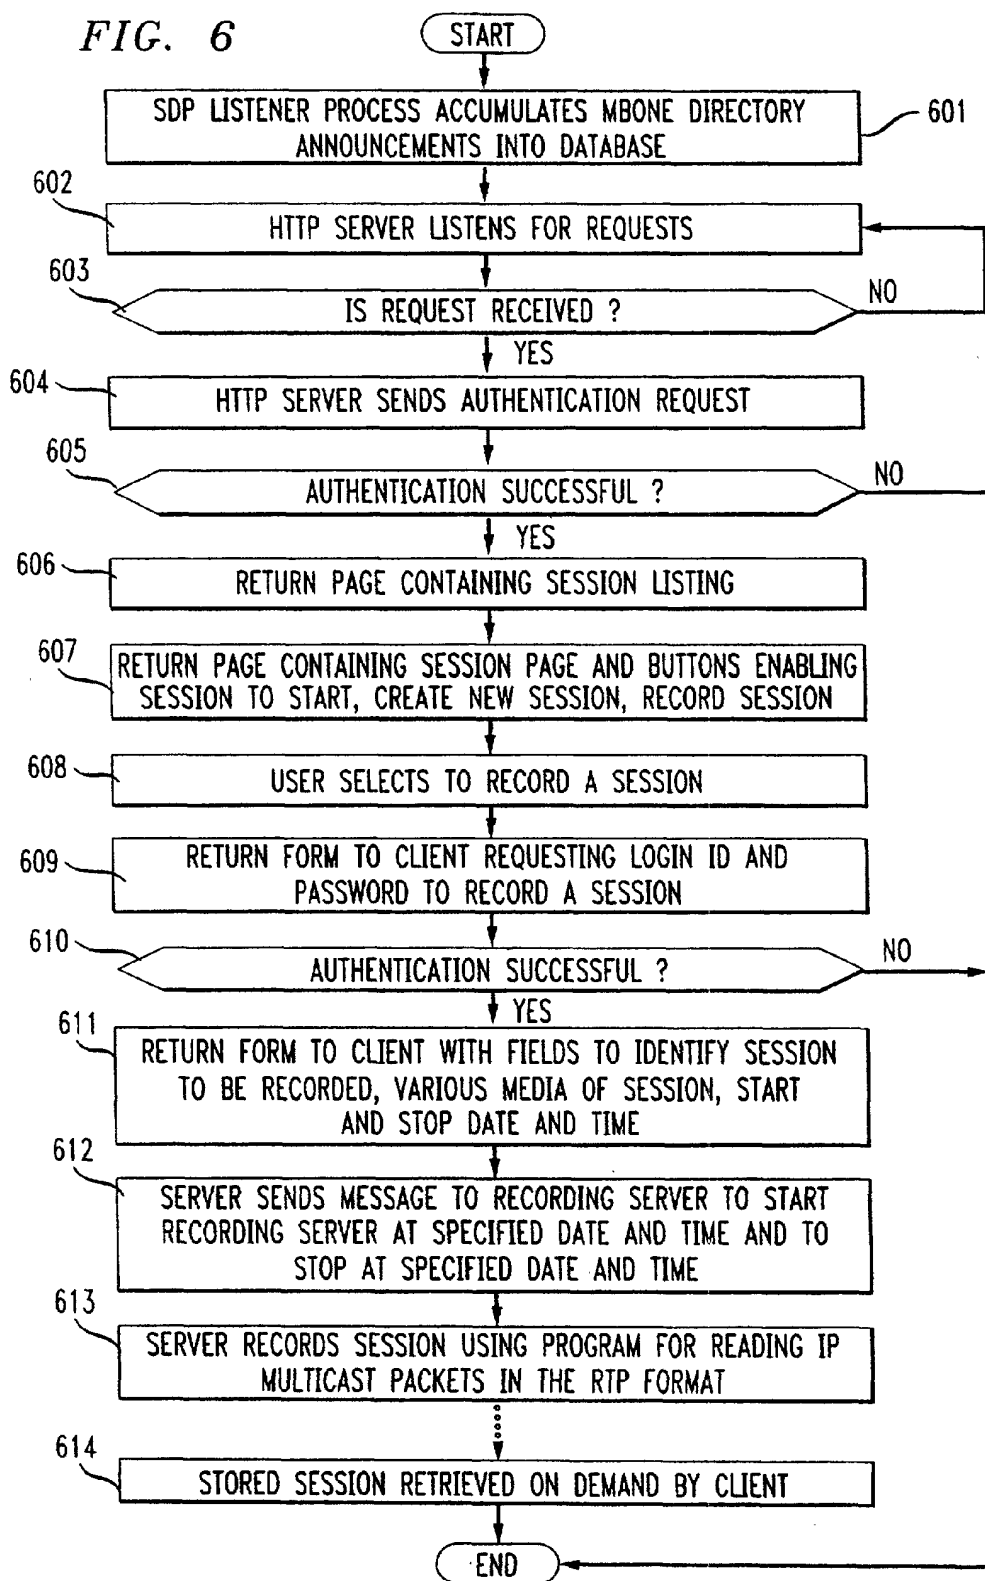 FIG. 6
START
SDP LISTENER PROCESS ACCUMULATES MBONE DIRECTORY
ANNOUNCEMENTS INTO DATABASE
601
602
HTTP SERVER LISTENS FOR REQUESTS
603
IS REQUEST RECEIVED ?
NO
YES
604
HTTP SERVER SENDS AUTHENTICATION REQUEST
605
AUTHENTICATION SUCCESSFUL ?
NO
YES
606
RETURN PAGE CONTAINING SESSION LISTING
607
RETURN PAGE CONTAINING SESSION PAGE AND BUTTONS ENABLING
SESSION TO START, CREATE NEW SESSION, RECORD SESSION
608
USER SELECTS TO RECORD A SESSION
609
RETURN FORM TO CLIENT REQUESTING LOGIN ID AND
PASSWORD TO RECORD A SESSION
610
AUTHENTICATION SUCCESSFUL ?
NO
YES
611
RETURN FORM TO CLIENT WITH FIELDS TO IDENTIFY SESSION
TO BE RECORDED, VARIOUS MEDIA OF SESSION, START
AND STOP DATE AND TIME
612
SERVER SENDS MESSAGE TO RECORDING SERVER TO START
RECORDING SERVER AT SPECIFIED DATE AND TIME AND TO
STOP AT SPECIFIED DATE AND TIME
613
SERVER RECORDS SESSION USING PROGRAM FOR READING IP
MULTICAST PACKETS IN THE RTP FORMAT
614
STORED SESSION RETRIEVED ON DEMAND BY CLIENT
END